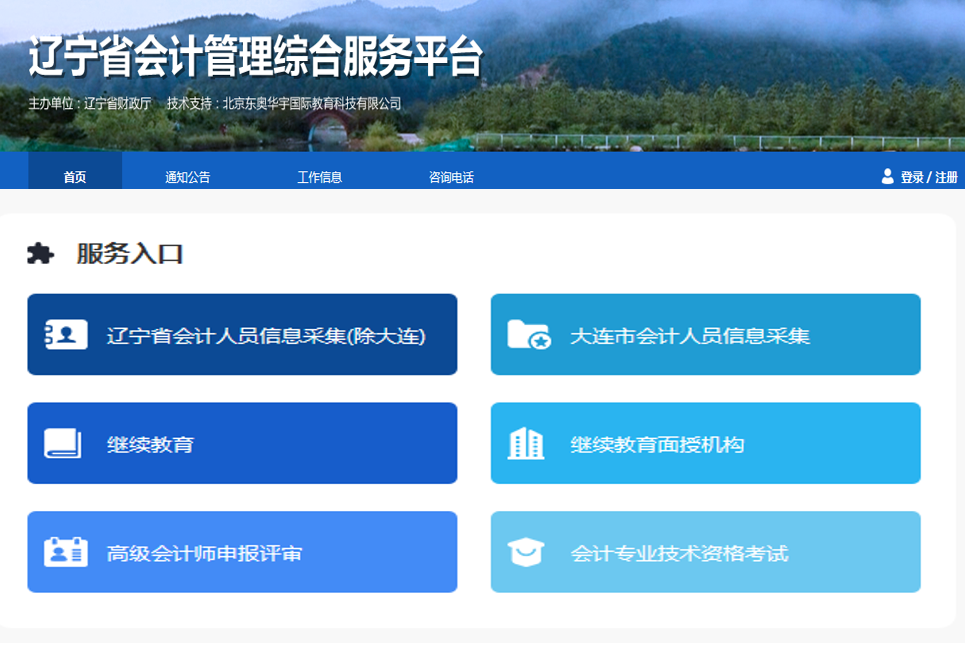 辽宁省会计管理综合服务平台
主办单位：辽宁省财政厅 技术支持：北京东奥华宇国际教育科技有限公司
首页 通知公告 工作信息 咨询电话 登录 / 注册
服务入口
辽宁省会计人员信息采集(除大连) 大连市会计人员信息采集
继续教育 继续教育面授机构
高级会计师申报评审 会计专业技术资格考试